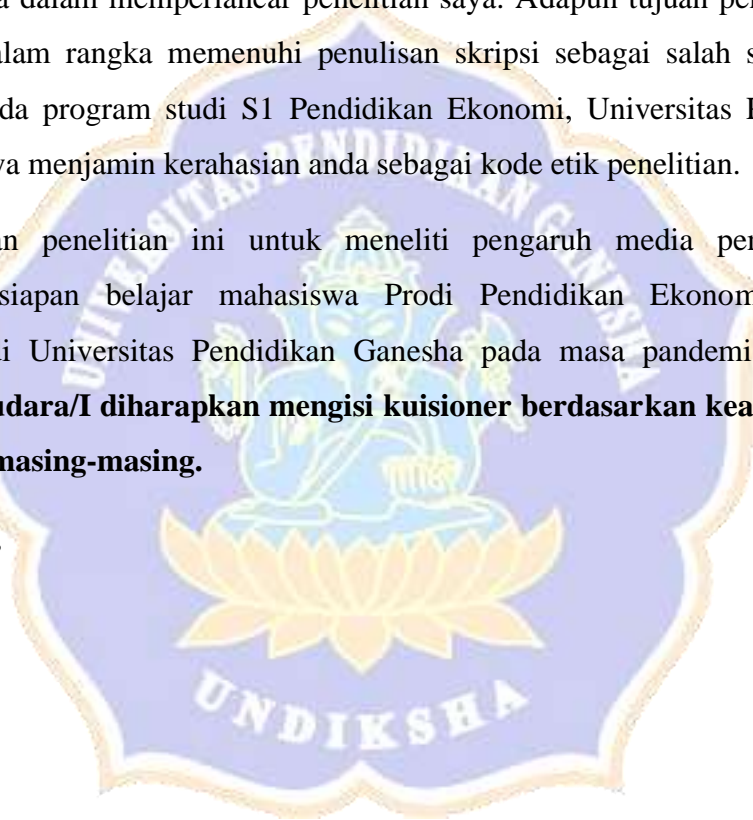 dalam memperlancar penelitian saya. Adapun tujuan
alam rangka memenuhi penulisan skripsi sebagai salah
da program studi S1 Pendidikan Ekonomi, Universitas
ya menjamin kerahasian anda sebagai kode etik penelitian.
an penelitian ini untuk meneliti pengaruh media
siapan belajar mahasiswa Prodi Pendidikan Ekonom
di Universitas Pendidikan Ganesha pada masa pandemi
udara/I diharapkan mengisi kuisioner berdasarkan kea
masing-masing.
UNIVERSITAS PENDIDIKAN GANESHA
UNDIKSHA